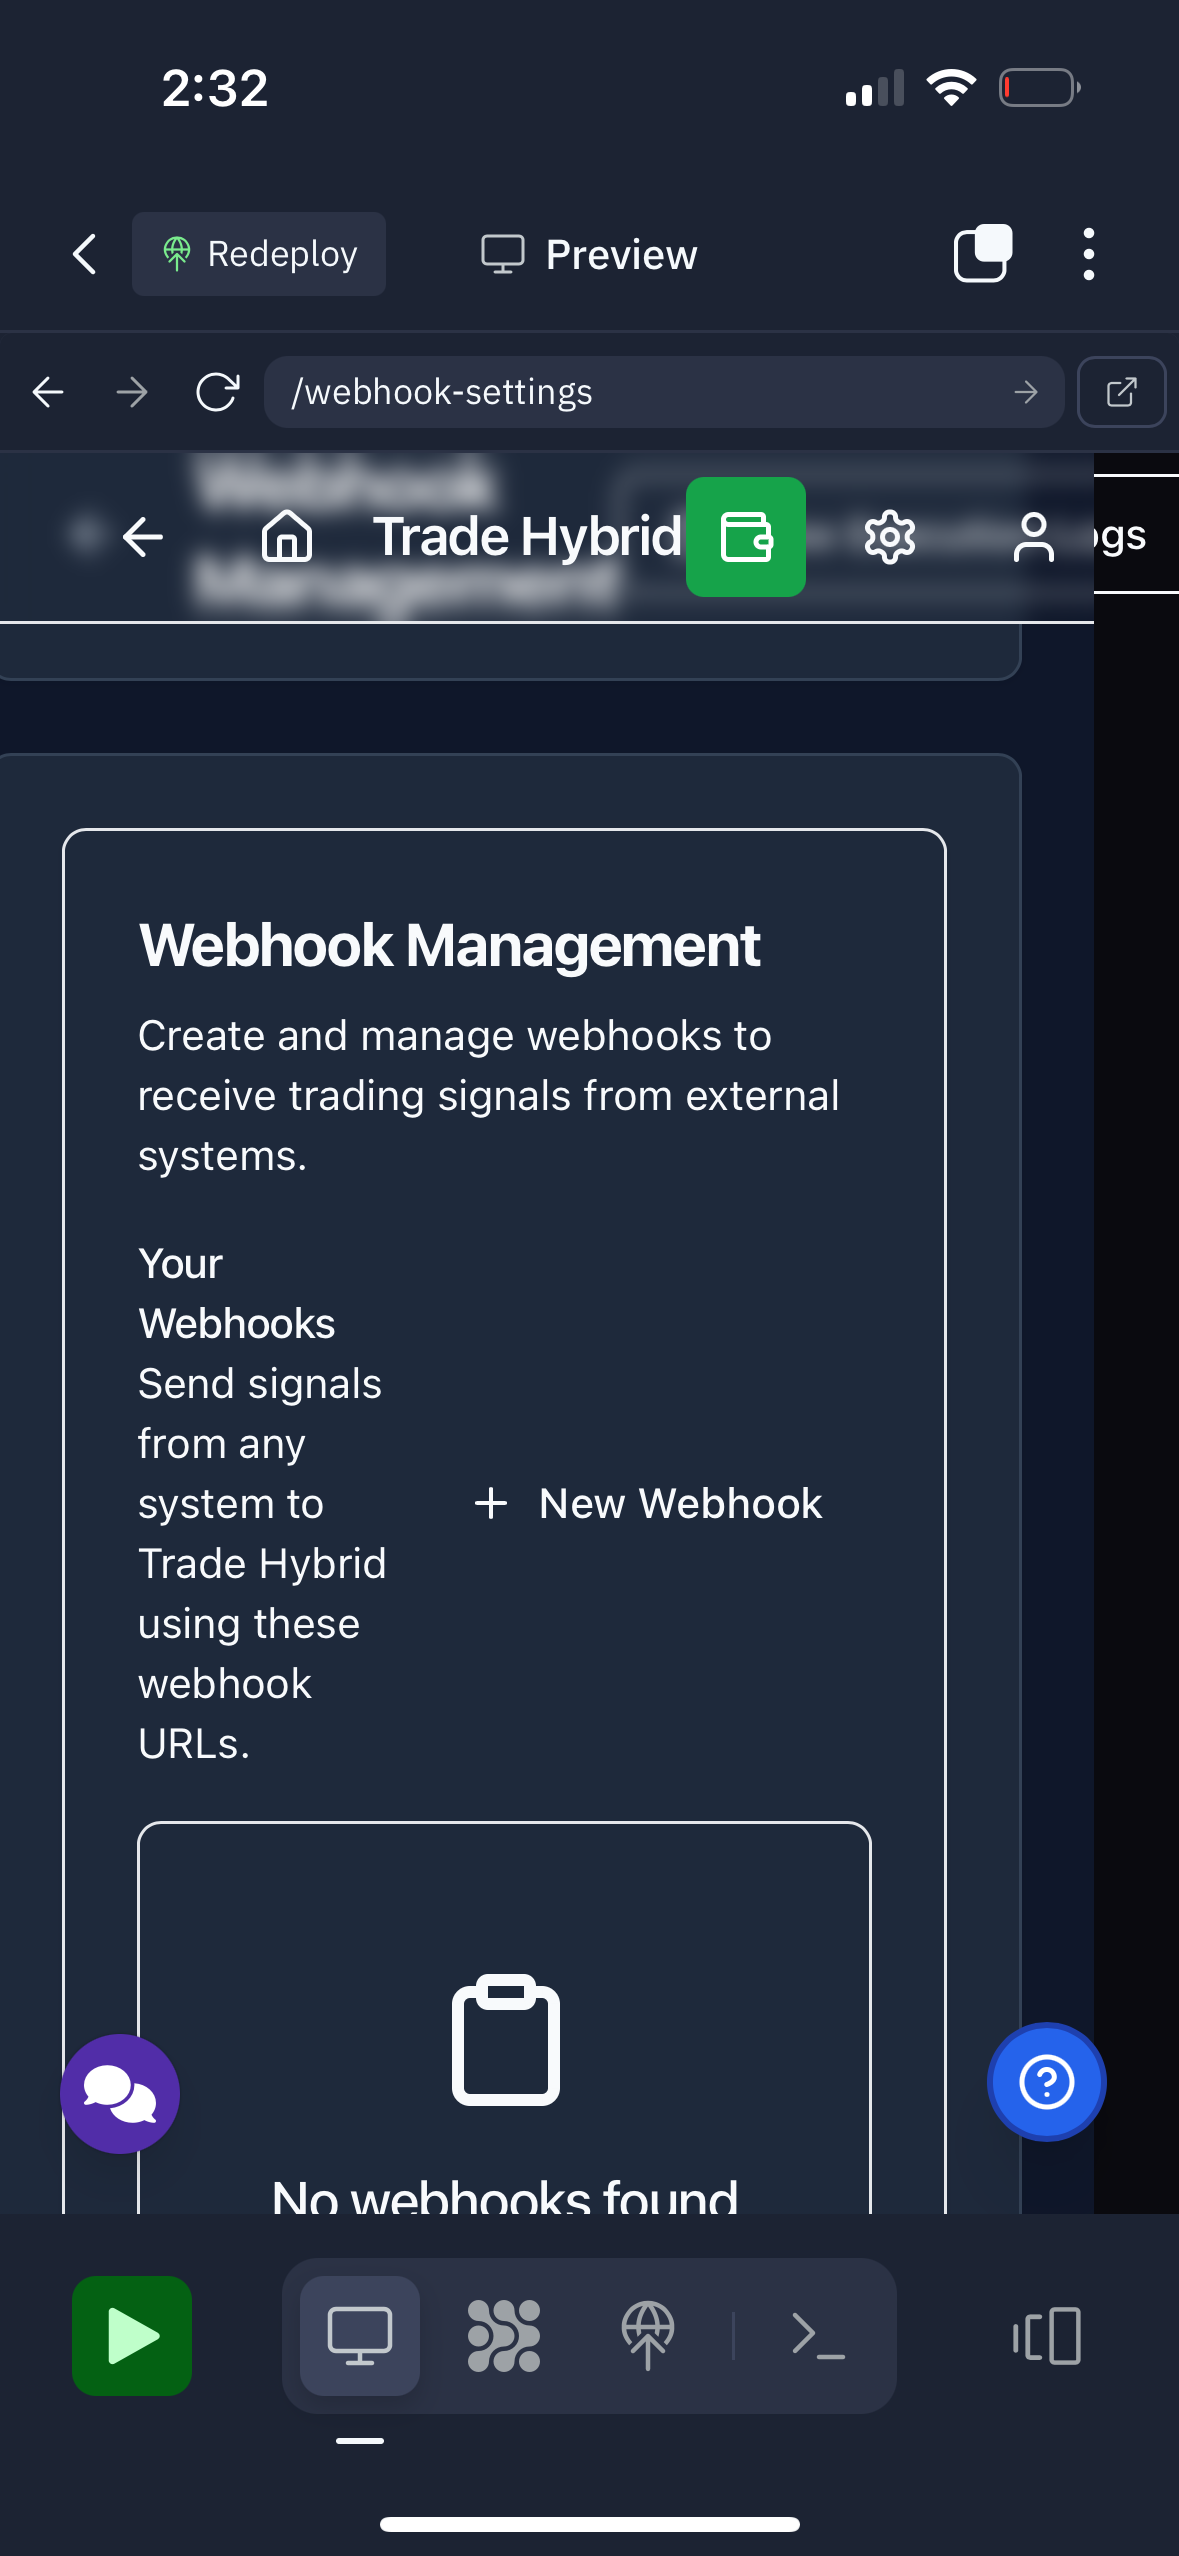 2:32
Redeploy
Preview
/webhook-settings
Webhook
Management
Trade Hybrid
Webhook Management
Create and manage webhooks to
receive trading signals from external
systems.
Your
Webhooks
Send signals
from any
system to
Trade Hybrid
using these
webhook
URLs.
+ New Webhook
No webhooks found